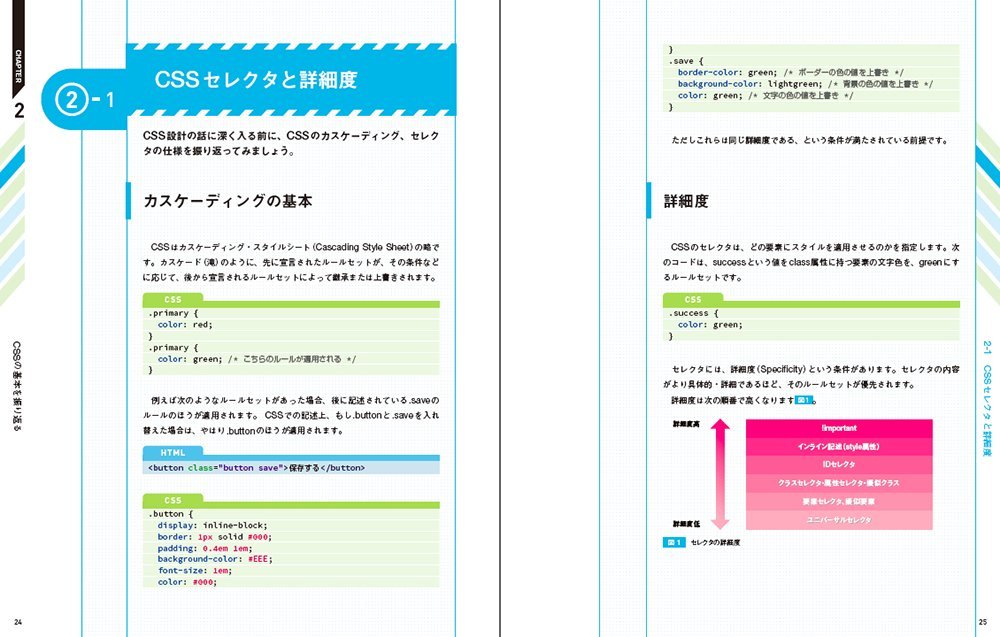 CHAPTER
2
CSSの基本を振り返る
24
2-1
CSSセレクタと詳細度
CSS設計の話に深く入る前に、CSSのカスケーディング、セレク
タの仕様を振り返ってみましょう。
カスケーディングの基本
CSSはカスケーディング・スタイルシート(Cascading Style Sheet)の略で
す。カスケード(滝)のように、先に宣言されたルールセットが、その条件など
に応じて、後から宣言されるルールセットによって継承または上書きされます。
CSS
.primary {
color: red;
}
.primary {
color: green; /* こちらのルールが適用される */
}
例えば次のようなルールセットがあった場合、後に記述されている.saveの
ルールのほうが適用されます。 CSSでの記述上、もし.buttonと.saveを入れ
替えた場合は、やはり.buttonのほうが適用されます。
HTML
<button class="button save">保存する</button>
CSS
.button {
display: inline-block;
border: 1px solid #000;
padding: 0.4em 1em;
background-color: #EEE;
font-size: 1em;
color: #000;
}
.save {
border-color: green; /* ボーダーの色の値を上書き */
background-color: lightgreen; /* 背景の色の値を上書き */
color: green; /* 文字の色の値を上書き */
}
ただしこれらは同じ詳細度である、という条件が満たされている前提です。
詳細度
CSSのセレクタは、どの要素にスタイルを適用させるのかを指定します。次
のコードは、successという値をclass属性に持つ要素の文字色を、greenにす
るルールセットです。
CSS
.success {
color: green;
}
セレクタには、詳細度(Specificity)という条件があります。セレクタの内容
がより具体的・詳細であるほど、そのルールセットが優先されます。
詳細度は次の順番で高くなります図1。
詳細度高
!important
インライン記述(style属性)
IDセレクタ
クラスセレクタ・属性セレクタ・擬似クラス
要素セレクタ、擬似要素
ユニバーサルセレクタ
詳細度低
図1 セレクタの詳細度
2-1 CSSセレクタと詳細度
25